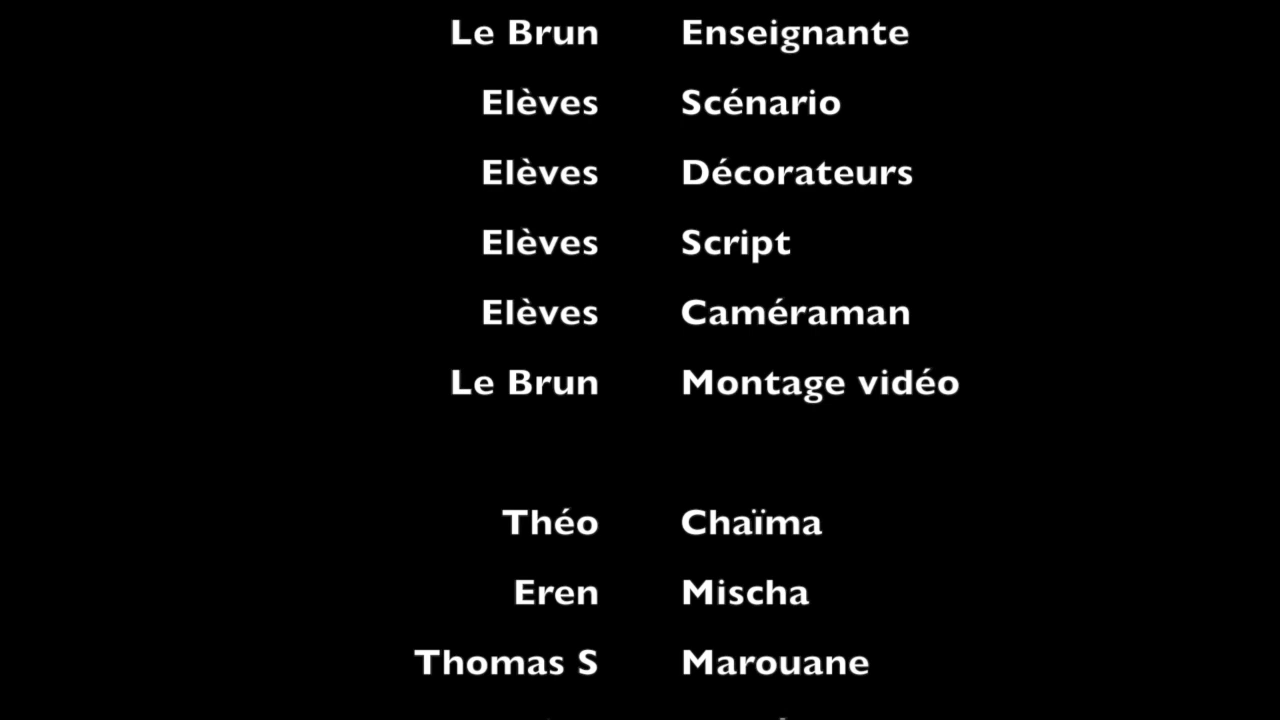 Le Brun Enseignante
Elèves Scénario
Elèves Décorateurs
Elèves Script
Elèves Caméraman
Le Brun Montage vidéo
Théo Chaïma
Eren Mischa
Thomas S Marouane